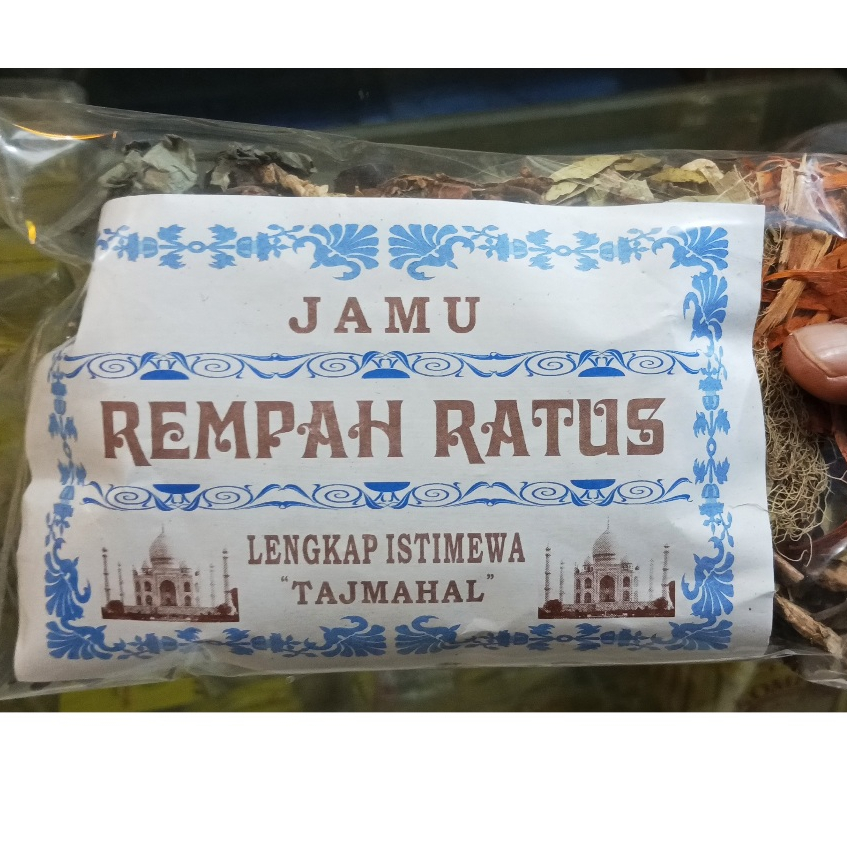 JAMU
REMPAH RATUS
LENGKAP ISTIMEWA
"TAJMAHAL"